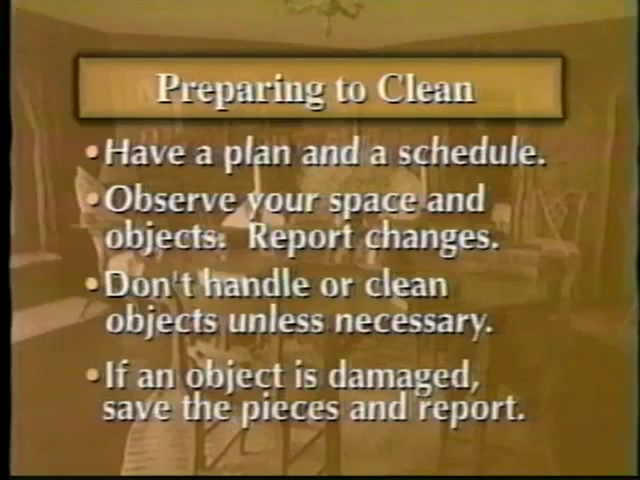 Preparing to Clean
•Have a plan and a schedule.
•Observe your space and
objects. Report changes.
•Don't handle or clean
objects unless necessary.
•If an object is damaged,
save the pieces and report.